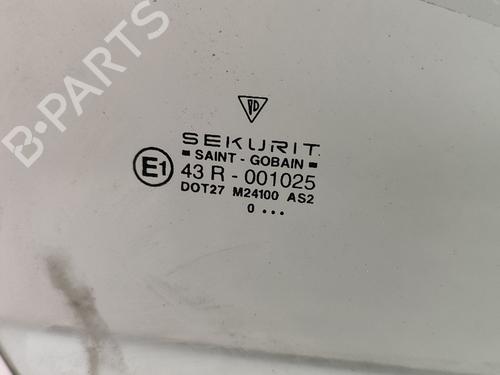 SEKURIT
SAINT - GOBAIN
E1 43 R - 001025
DOT27 M24100 AS2
0 ...
B-PARTS